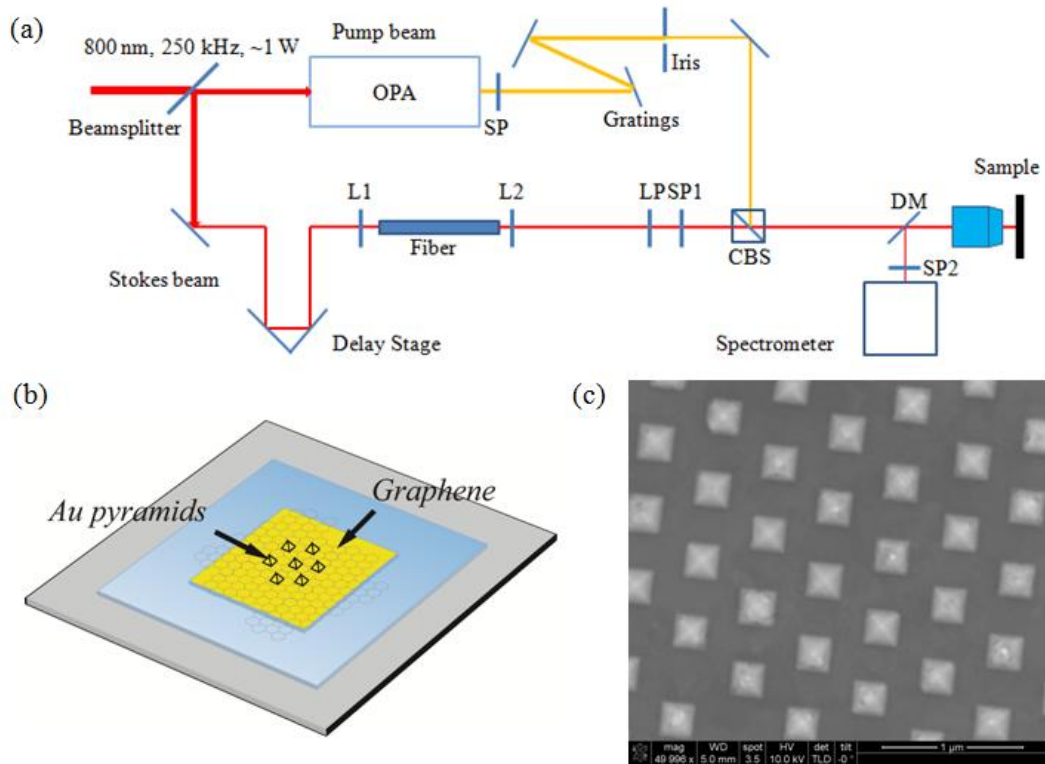 (a)
800 nm, 250 kHz, ~1 W
Pump beam
OPA
SP
Iris
Gratings
Beamsplitter
L1
L2
LP SP1
DM
Sample
Fiber
CBS
SP2
Stokes beam
Delay Stage
Spectrometer
(b)
Au pyramids
Graphene
(c)
mag WD spot HV det tilt
49 996 x 5.0 mm 3.5 10.0 kV TLD -0°
1 µm